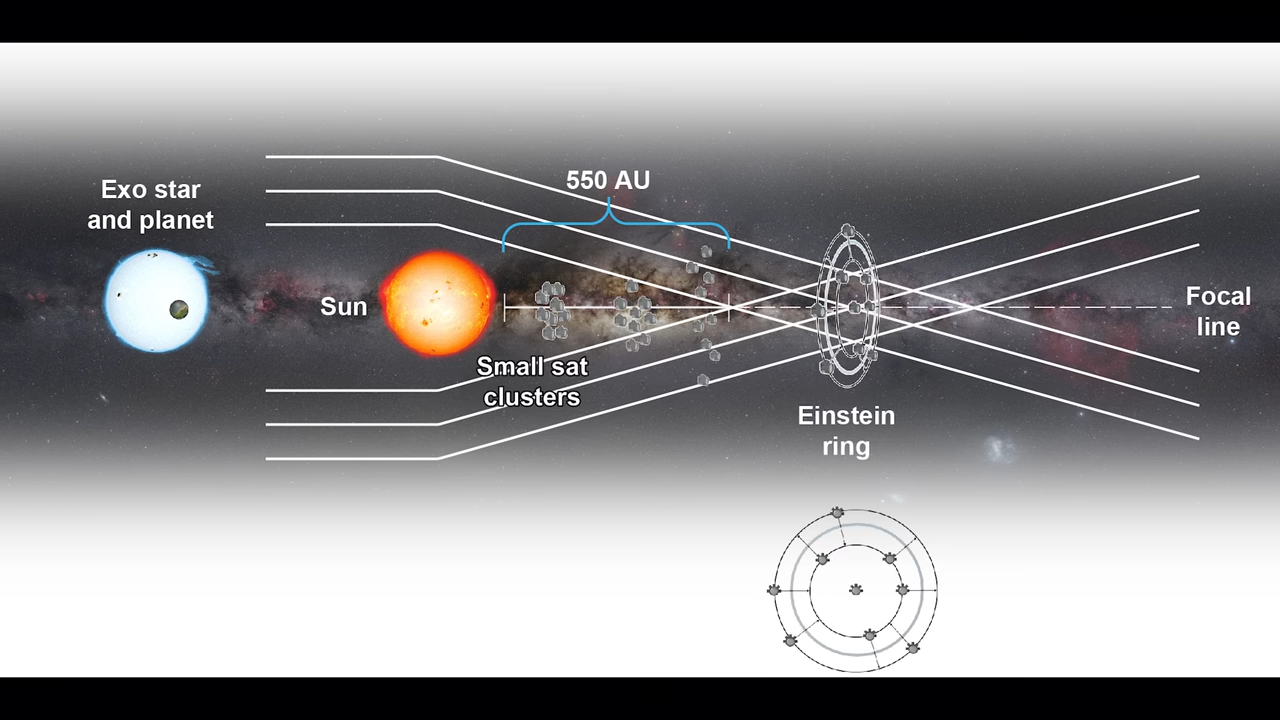 550 AU
Exo star
and planet
Sun
Focal
line
Small sat
clusters
Einstein
ring